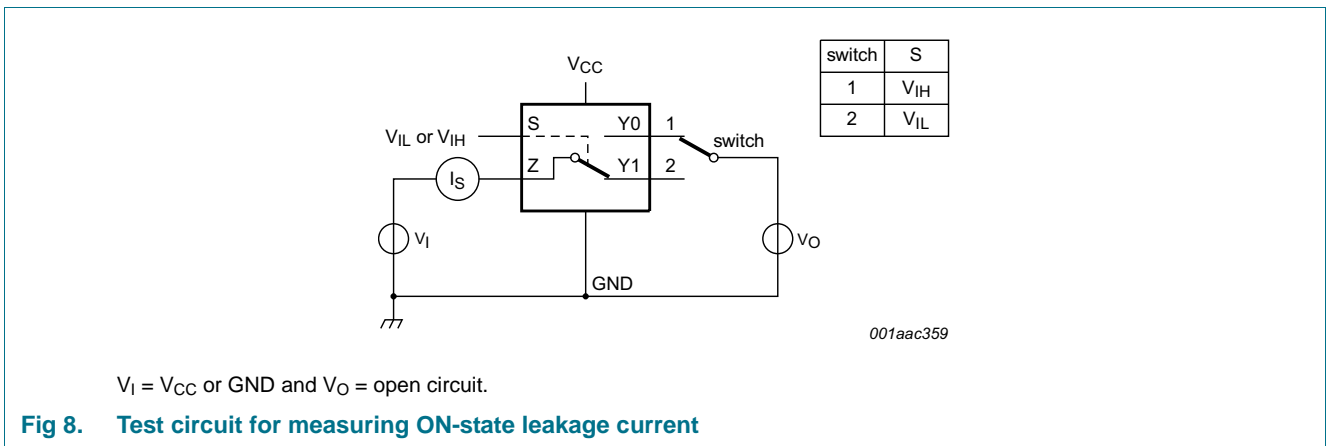 switch S
1 VIH
2 VIL
VCC
VIL or VIH
S
Y0
1
switch
Z
Y1
2
IS
VI
VO
GND
001aac359
VI = VCC or GND and VO = open circuit.
Fig 8. Test circuit for measuring ON-state leakage current